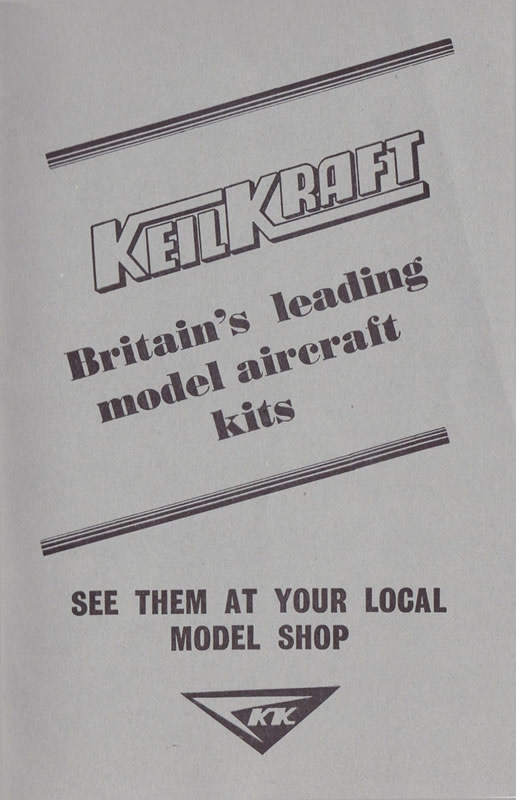 KEILKRAFT
Britain's leading
model aircraft
kits
SEE THEM AT YOUR LOCAL
MODEL SHOP
KK